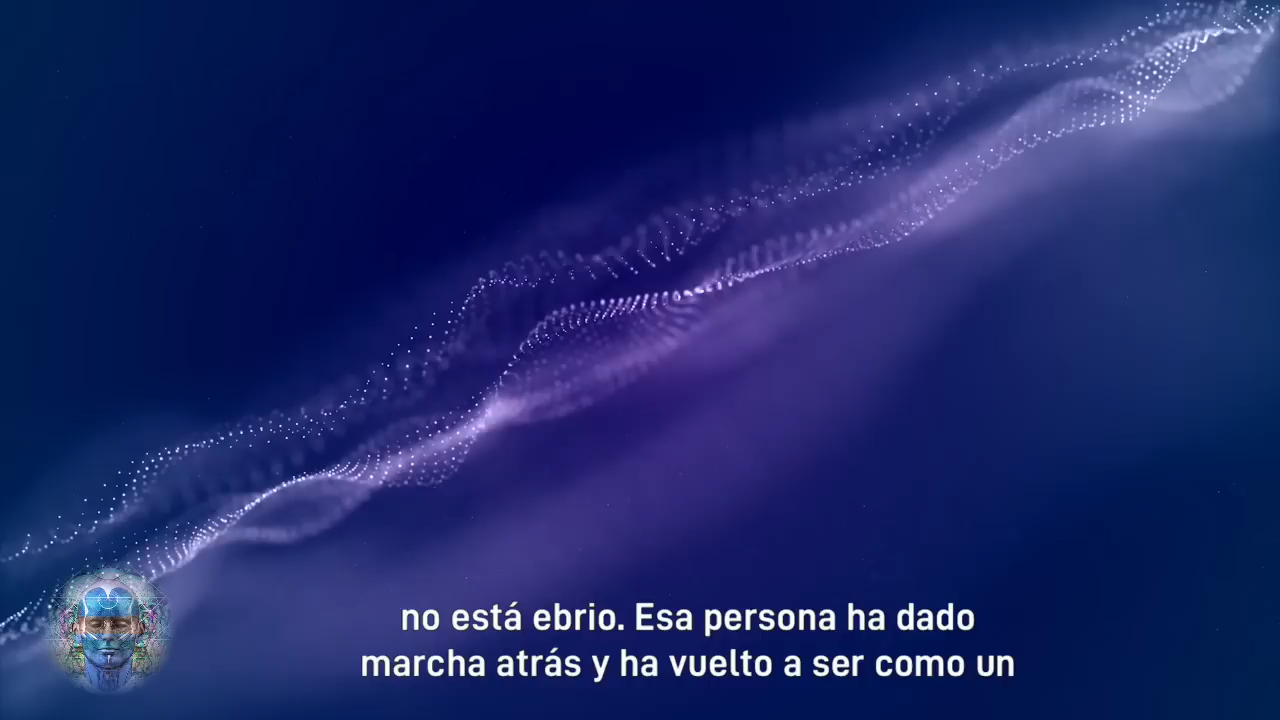 no está ebrio. Esa persona ha dado
marcha atrás y ha vuelto a ser como un